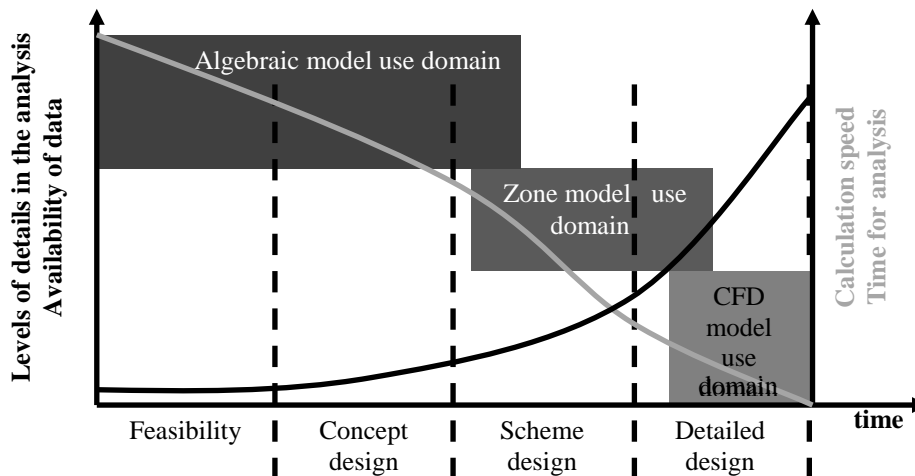 Levels of details in the analysis
Availability of data
Algebraic model use domain
Zone model use
domain
CFD
model
use
domain
Calculation speed
Time for analysis
time
Feasibility
Concept
design
Scheme
design
Detailed
design